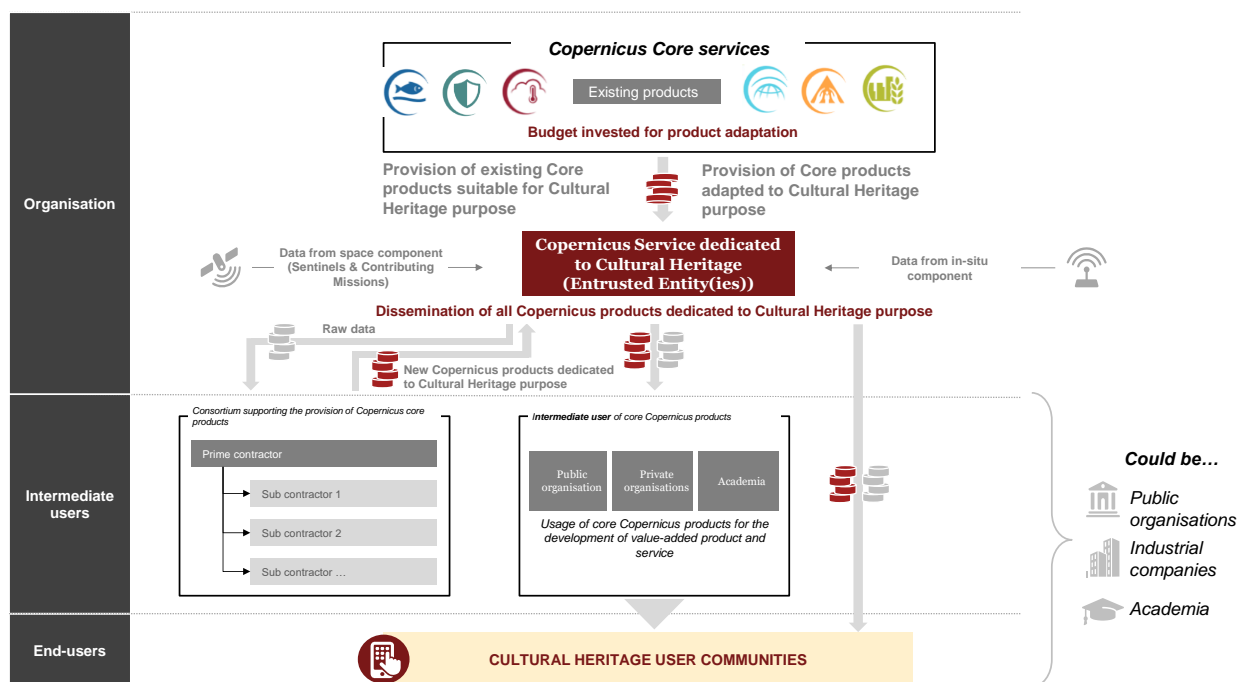 Organisation
Copernicus Core services
Existing products
Budget invested for product adaptation
Provision of existing Core
products suitable for Cultural
Heritage purpose
Provision of Core products
adapted to Cultural Heritage
purpose
Data from space component
(Sentinels & Contributing
Missions)
Copernicus Service dedicated
to Cultural Heritage
(Entrusted Entity(ies))
Data from in-situ
component
Dissemination of all Copernicus products dedicated to Cultural Heritage purpose
Raw data
New Copernicus products dedicated
to Cultural Heritage purpose
Intermediate
users
Consortium supporting the provision of Copernicus core
products
Prime contractor
Sub contractor 1
Sub contractor 2
Sub contractor …
Intermediate user of core Copernicus products
Public
organisation
Private
organisations
Academia
Usage of core Copernicus products for the
development of value-added product and
service
Could be…
Public
organisations
Industrial
companies
Academia
End-users
CULTURAL HERITAGE USER COMMUNITIES